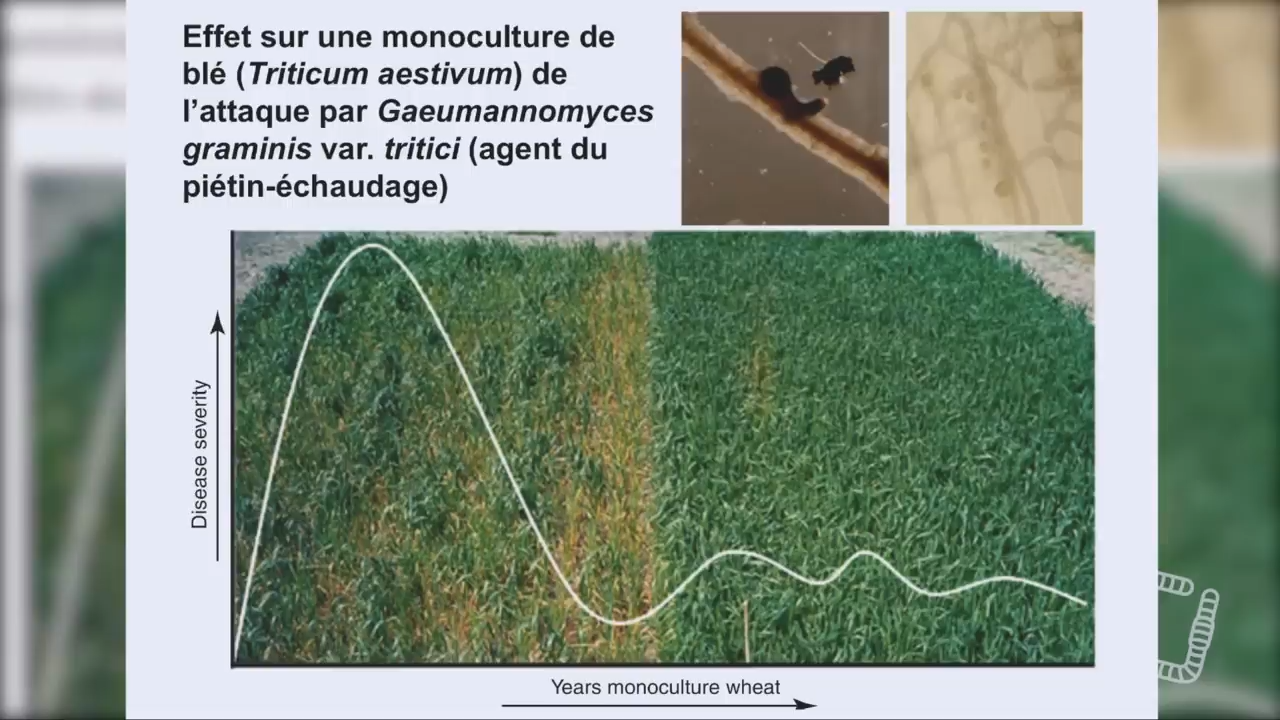 Effet sur une monoculture de
blé (Triticum aestivum) de
l’attaque par Gaeumannomyces
graminis var. tritici (agent du
piétin-échaudage)
Disease severity
Years monoculture wheat